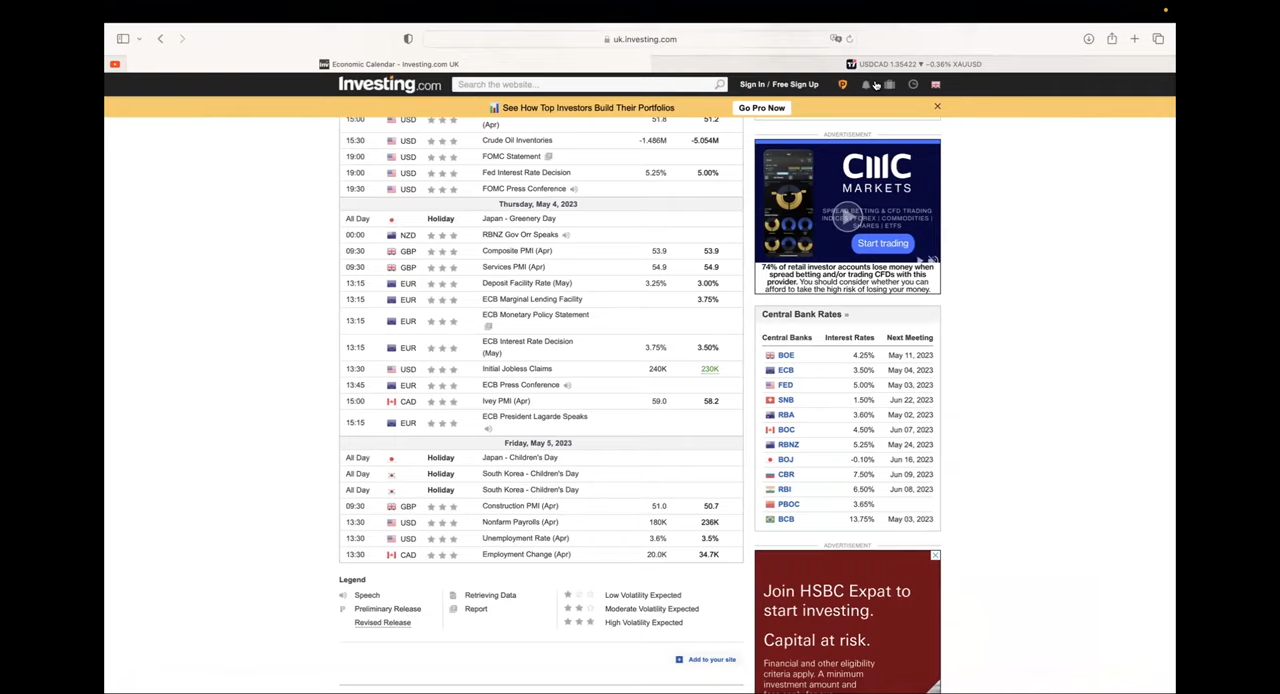 uk.investing.com
Economic Calendar - Investing.com UK
USDCAD 1.35422 ▼ −0.36% XAUUSD
Investing.com
Search the website...
Sign In / Free Sign Up
See How Top Investors Build Their Portfolios
Go Pro Now
15:00 USD (Apr) 51.8 51.2
15:30 USD Crude Oil Inventories -1.486M -5.054M
19:00 USD FOMC Statement
19:00 USD Fed Interest Rate Decision 5.25% 5.00%
19:30 USD FOMC Press Conference
Thursday, May 4, 2023
All Day Holiday Japan - Greenery Day
00:00 NZD RBNZ Gov Orr Speaks
09:30 GBP Composite PMI (Apr) 53.9 53.9
09:30 GBP Services PMI (Apr) 54.9 54.9
13:15 EUR Deposit Facility Rate (May) 3.25% 3.00%
13:15 EUR ECB Marginal Lending Facility 3.75%
13:15 EUR ECB Monetary Policy Statement
13:15 EUR ECB Interest Rate Decision 3.75% 3.50%
(May)
13:30 USD Initial Jobless Claims 240K 230K
13:45 EUR ECB Press Conference
15:00 CAD Ivey PMI (Apr) 59.0 58.2
15:15 EUR ECB President Lagarde Speaks
Friday, May 5, 2023
All Day Holiday Japan - Children's Day
All Day Holiday South Korea - Children's Day
All Day Holiday South Korea - Children's Day
09:30 GBP Construction PMI (Apr) 51.0 50.7
13:30 USD Nonfarm Payrolls (Apr) 180K 236K
13:30 USD Unemployment Rate (Apr) 3.6% 3.5%
13:30 CAD Employment Change (Apr) 20.0K 34.7K
Legend
Speech Retrieving Data Low Volatility Expected
P Preliminary Release Report Moderate Volatility Expected
Revised Release High Volatility Expected
Add to your site
ADVERTISEMENT
CMC
MARKETS
SPREAD BETTING & CFD TRADING
INDICES FOREX | COMMODITIES |
SHARES | ETFS
Start trading
74% of retail investor accounts lose money when
spread betting and/or trading CFDs with this
provider. You should consider whether you can
afford to take the high risk of losing your money.
Central Bank Rates »
Central Banks Interest Rates Next Meeting
BOE 4.25% May 11, 2023
ECB 3.50% May 04, 2023
FED 5.00% May 03, 2023
SNB 1.50% Jun 22, 2023
RBA 3.60% May 02, 2023
BOC 4.50% Jun 07, 2023
RBNZ 5.25% May 24, 2023
BOJ -0.10% Jun 16, 2023
CBR 7.50% Jun 09, 2023
RBI 6.50% Jun 08, 2023
PBOC 3.65%
BCB 13.75% May 03, 2023
ADVERTISEMENT
Join HSBC Expat to
start investing.
Capital at risk.
Financial and other eligibility
criteria apply. A minimum
investment amount and